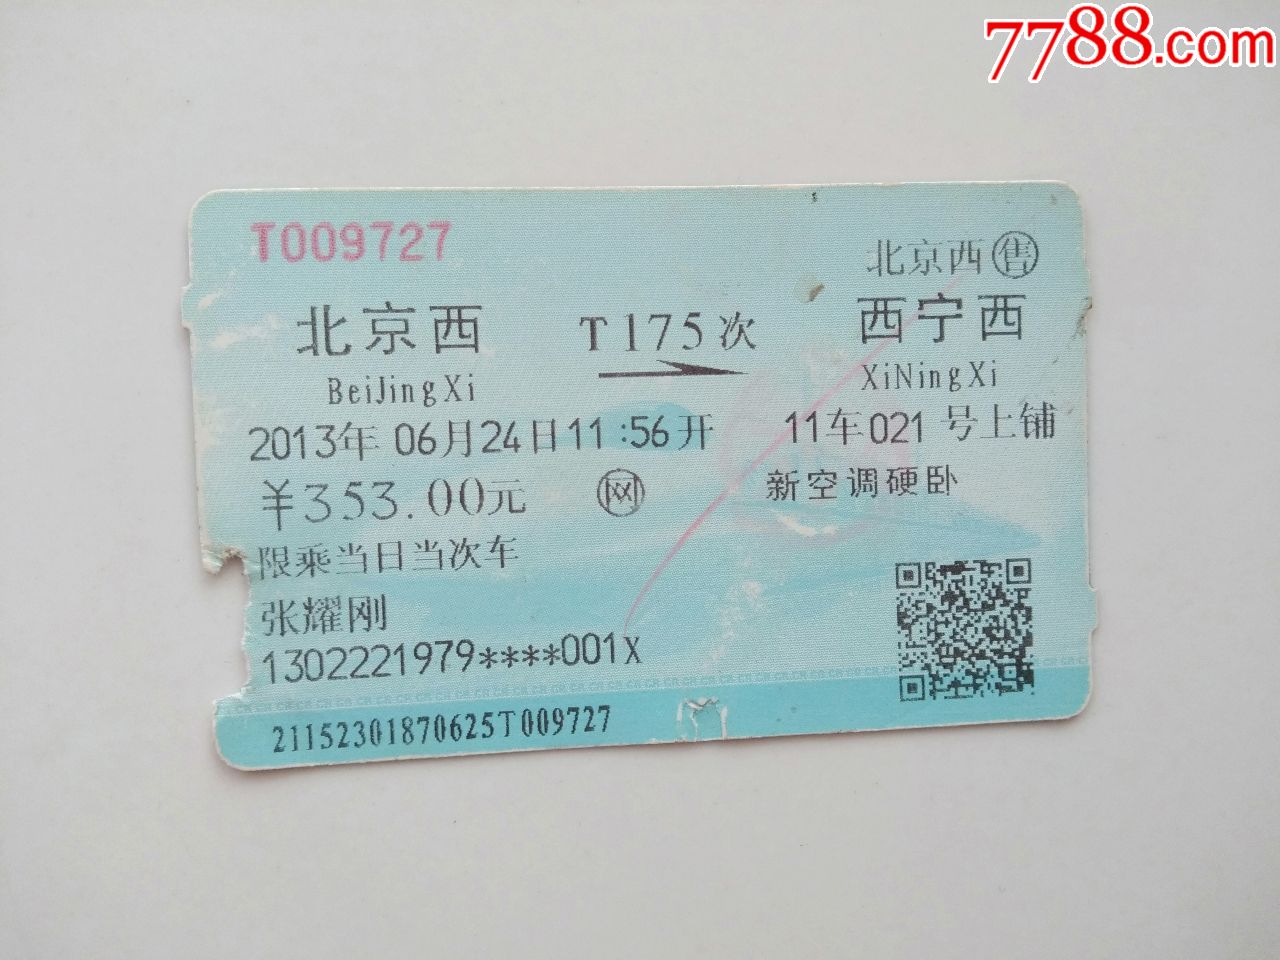 7788.com
T009727
北京西售
北京西 T175次 西宁西
BeiJingXi XiNingXi
2013年06月24日11:56开 11车021号上铺
￥353.00元 网 新空调硬卧
限乘当日当次车
张耀刚
1302221979****001X
21152301870625T009727